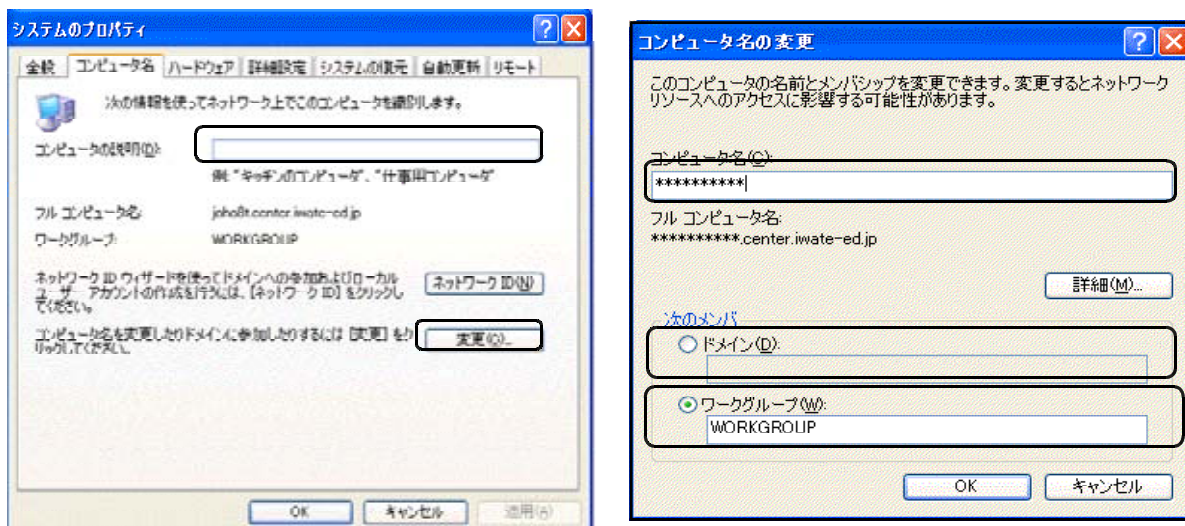 システムのプロパティ
全般 コンピュータ名 ハードウェア 詳細設定 システムの復元 自動更新 リモート
次の情報を使ってネットワーク上でこのコンピュータを識別します。
コンピュータの説明(D):
例: "キッチンのコンピュータ"、"仕事用コンピュータ"
フル コンピュータ名:
center.iwate-ed.jp
ワークグループ:
WORKGROUP
ネットワーク ID ウィザードを使ってドメインへの参加およびローカル
ユーザー アカウントの作成を行うには、[ネットワーク ID] をクリックし
てください。
ネットワーク ID(N)
コンピュータ名を変更したりドメインに参加したりするには [変更] をク
リックしてください。
変更(C)...
OK キャンセル 適用(A)
コンピュータ名の変更
このコンピュータの名前とメンバシップを変更できます。変更するとネットワーク
リソースへのアクセスに影響する可能性があります。
コンピュータ名(C):
**********
フル コンピュータ名:
**********.center.iwate-ed.jp
詳細(M)...
次のメンバ
ドメイン(D):
ワークグループ(W):
WORKGROUP
OK キャンセル